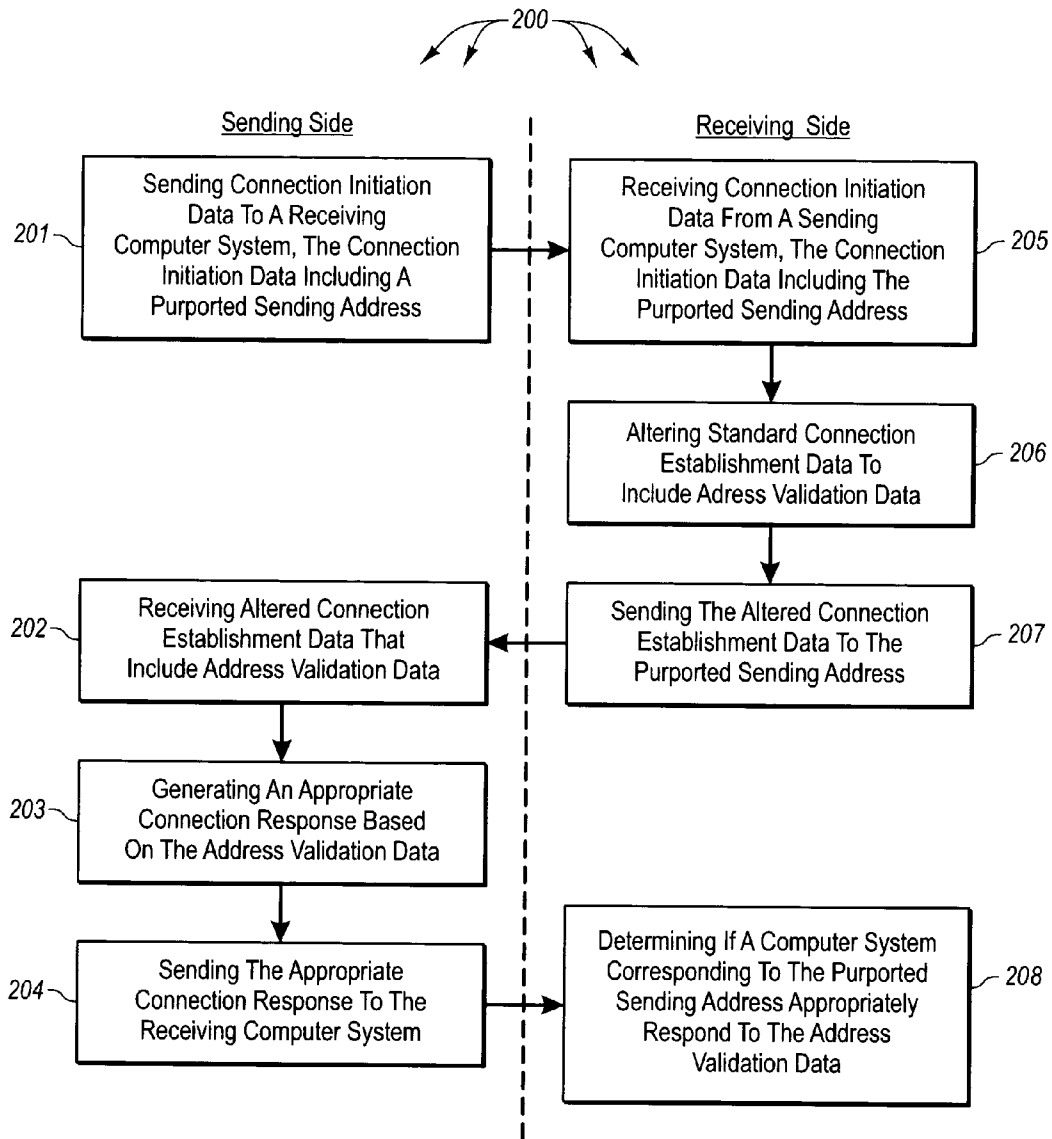 200
Sending Side
Receiving Side
201
Sending Connection Initiation
Data To A Receiving
Computer System, The Connection
Initiation Data Including A
Purported Sending Address
Receiving Connection Initiation
Data From A Sending
Computer System, The Connection
Initiation Data Including The
Purported Sending Address
205
Altering Standard Connection
Establishment Data To
Include Adress Validation Data
206
202
Receiving Altered Connection
Establishment Data That
Include Address Validation Data
Sending The Altered Connection
Establishment Data To The
Purported Sending Address
207
203
Generating An Appropriate
Connection Response Based
On The Address Validation Data
204
Sending The Appropriate
Connection Response To The
Receiving Computer System
Determining If A Computer System
Corresponding To The Purported
Sending Address Appropriately
Respond To The Address
Validation Data
208